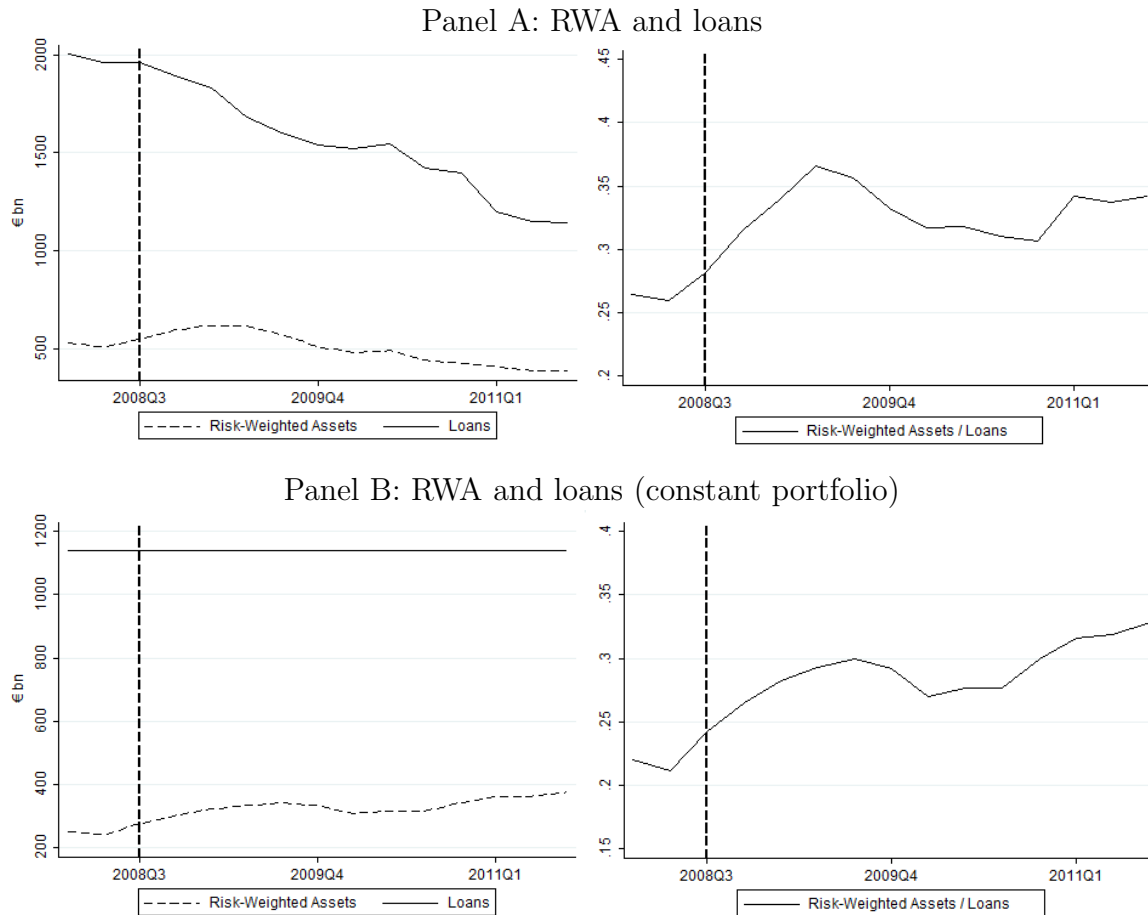 Panel A: RWA and loans
€ bn
2000
1500
1000
500
2008Q3 2009Q4 2011Q1
Risk-Weighted Assets Loans
.45
.4
.35
.3
.25
.2
2008Q3 2009Q4 2011Q1
Risk-Weighted Assets / Loans
Panel B: RWA and loans (constant portfolio)
€ bn
1200
1000
800
600
400
200
2008Q3 2009Q4 2011Q1
Risk-Weighted Assets Loans
.4
.35
.3
.25
.2
.15
2008Q3 2009Q4 2011Q1
Risk-Weighted Assets / Loans